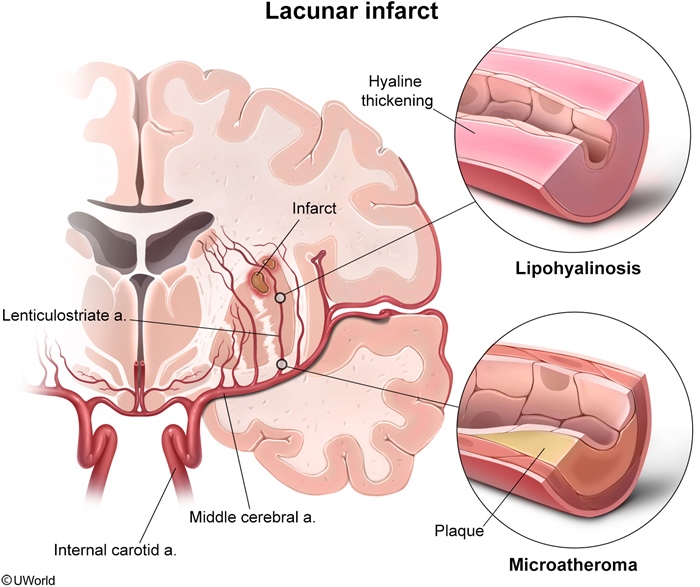 Lacunar infarct
Hyaline
thickening
Infarct
Lipohyalinosis
Lenticulostriate a.
Middle cerebral a.
Plaque
Internal carotid a.
Microatheroma
©UWorld